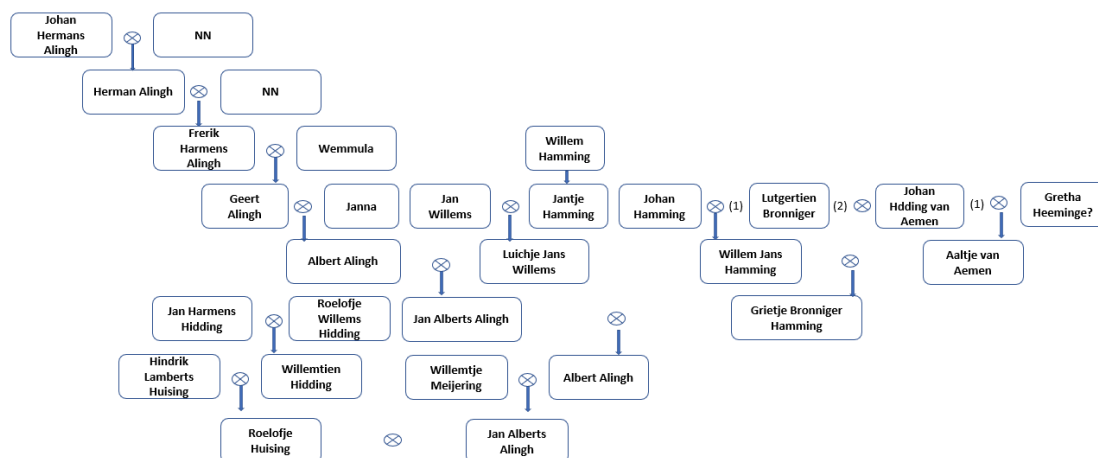 Johan
Hermans
Alingh
NN
Herman Alingh
NN
Frerik
Harmens
Alingh
Wemmula
Willem
Hamming
Geert
Alingh
Janna
Jan
Willems
Jantje
Hamming
Johan
Hamming
(1)
Lutgertien
Bronniger
(2)
Johan
Hdding van
Aemen
(1)
Gretha
Heeminge?
Albert Alingh
Luichje Jans
Willems
Willem Jans
Hamming
Aaltje van
Aemen
Jan Harmens
Hidding
Roelofje
Willems
Hidding
Jan Alberts Alingh
Grietje Bronniger
Hamming
Hindrik
Lamberts
Huising
Willemtien
Hidding
Willemtje
Meijering
Albert Alingh
Roelofje
Huising
Jan Alberts
Alingh